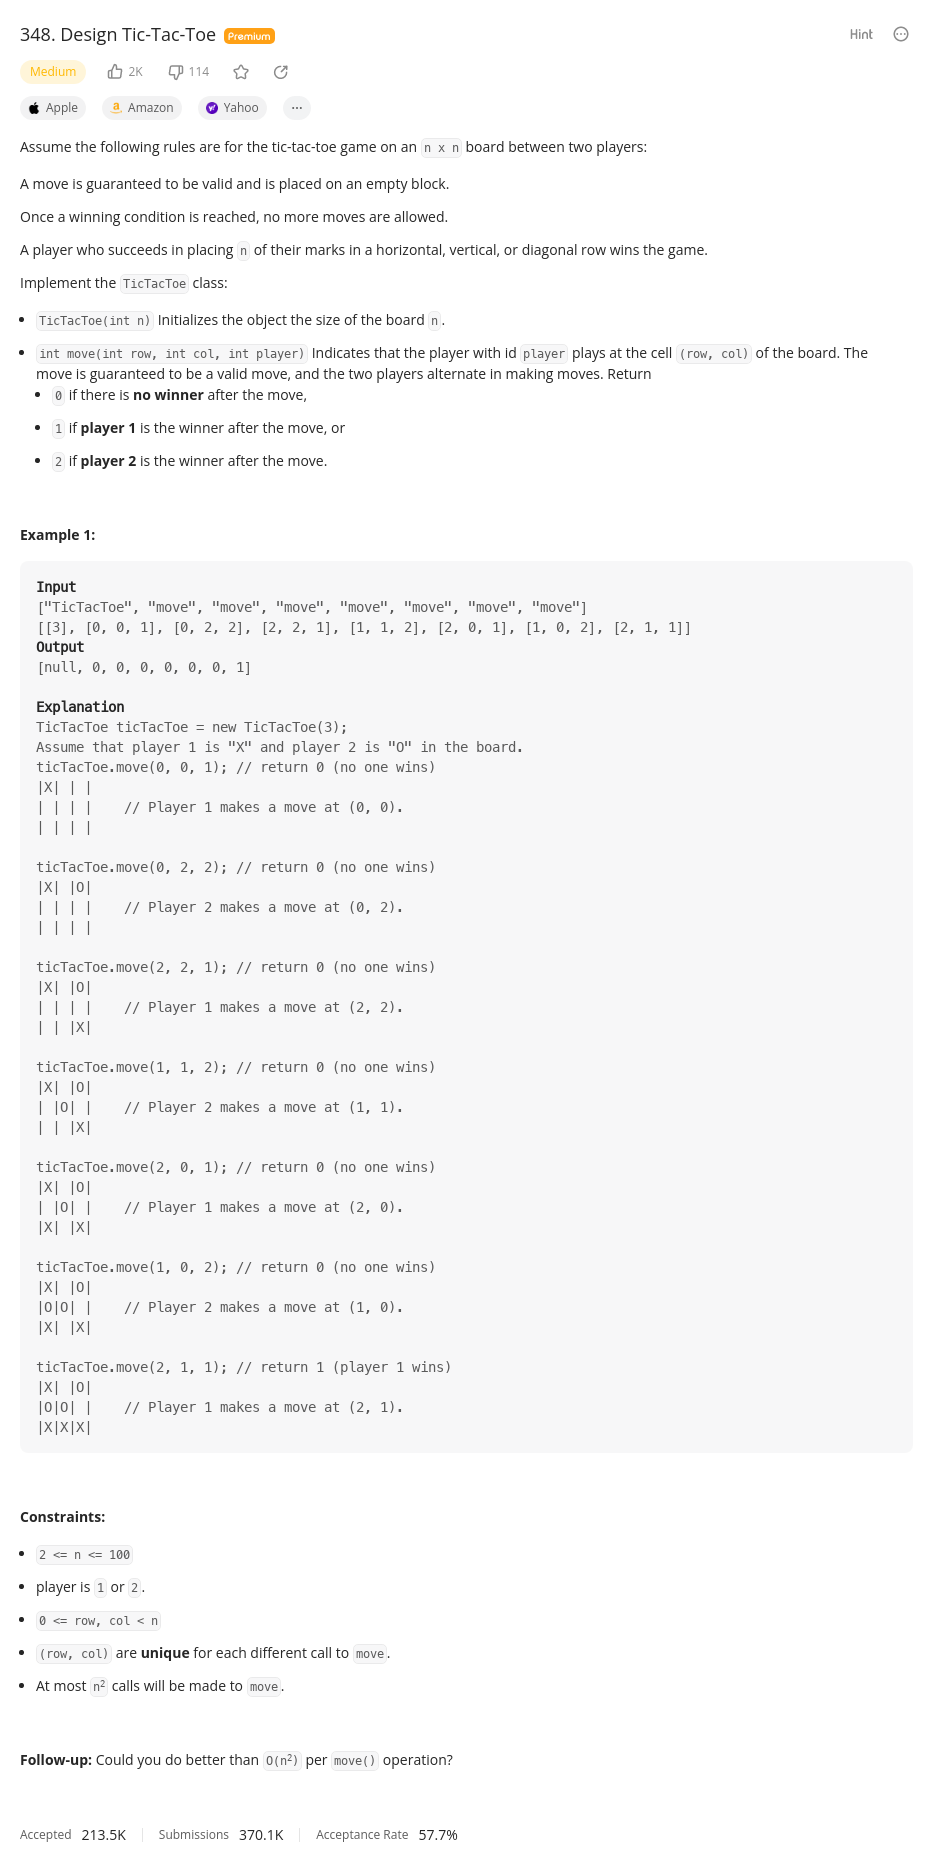 348. Design Tic-Tac-Toe Premium Hint
Medium 2K 114
Apple Amazon Yahoo ...
Assume the following rules are for the tic-tac-toe game on an n x n board between two players:
A move is guaranteed to be valid and is placed on an empty block.
Once a winning condition is reached, no more moves are allowed.
A player who succeeds in placing n of their marks in a horizontal, vertical, or diagonal row wins the game.
Implement the TicTacToe class:
• TicTacToe(int n) Initializes the object the size of the board n.
• int move(int row, int col, int player) Indicates that the player with id player plays at the cell (row, col) of the board. The
move is guaranteed to be a valid move, and the two players alternate in making moves. Return
• 0 if there is no winner after the move,
• 1 if player 1 is the winner after the move, or
• 2 if player 2 is the winner after the move.
Example 1:
Input
["TicTacToe", "move", "move", "move", "move", "move", "move", "move"]
[[3], [0, 0, 1], [0, 2, 2], [2, 2, 1], [1, 1, 2], [2, 0, 1], [1, 0, 2], [2, 1, 1]]
Output
[null, 0, 0, 0, 0, 0, 0, 1]
Explanation
TicTacToe ticTacToe = new TicTacToe(3);
Assume that player 1 is "X" and player 2 is "O" in the board.
ticTacToe.move(0, 0, 1); // return 0 (no one wins)
|X| | |
| | | |    // Player 1 makes a move at (0, 0).
| | | |
ticTacToe.move(0, 2, 2); // return 0 (no one wins)
|X| |O|
| | | |    // Player 2 makes a move at (0, 2).
| | | |
ticTacToe.move(2, 2, 1); // return 0 (no one wins)
|X| |O|
| | | |    // Player 1 makes a move at (2, 2).
| | |X|
ticTacToe.move(1, 1, 2); // return 0 (no one wins)
|X| |O|
| |O| |    // Player 2 makes a move at (1, 1).
| | |X|
ticTacToe.move(2, 0, 1); // return 0 (no one wins)
|X| |O|
| |O| |    // Player 1 makes a move at (2, 0).
|X| |X|
ticTacToe.move(1, 0, 2); // return 0 (no one wins)
|X| |O|
|O|O| |    // Player 2 makes a move at (1, 0).
|X| |X|
ticTacToe.move(2, 1, 1); // return 1 (player 1 wins)
|X| |O|
|O|O| |    // Player 1 makes a move at (2, 1).
|X|X|X|
Constraints:
• 2 <= n <= 100
• player is 1 or 2.
• 0 <= row, col < n
• (row, col) are unique for each different call to move.
• At most n² calls will be made to move.
Follow-up: Could you do better than O(n²) per move() operation?
Accepted 213.5K Submissions 370.1K Acceptance Rate 57.7%